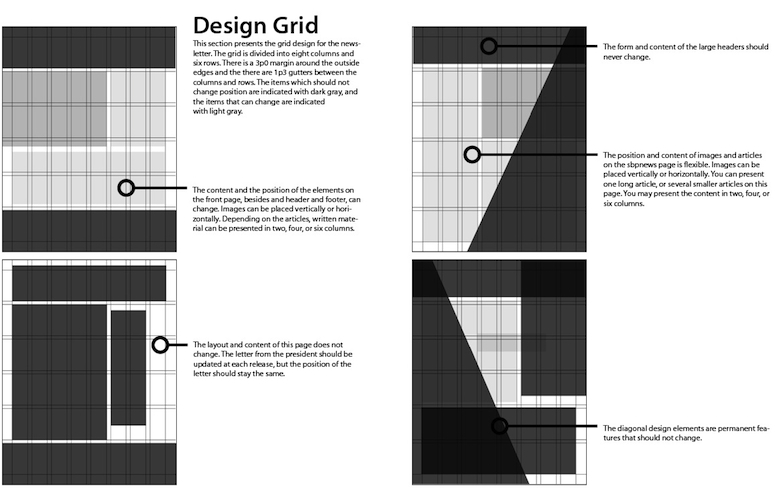 Design Grid
This section presents the grid design for the news-
letter. The grid is divided into eight columns and
six rows. There is a 3p0 margin around the outside
edges and the there are 1p3 gutters between the
columns and rows. The items which should not
change position are indicated with dark gray, and
the items that can change are indicated
with light gray.
The content and the position of the elements on
the front page, besides and header and footer, can
change. Images can be placed vertically or hori-
zontally. Depending on the articles, written mate-
rial can be presented in two, four, or six columns.
The form and content of the large headers should
never change.
The position and content of images and articles
on the sbpnews page is flexible. Images can be
placed vertically or horizontally. You can present
one long article, or several smaller articles on this
page. You may present the content in two, four, or
six columns.
The layout and content of this page does not
change. The letter from the president should be
updated at each release, but the position of the
letter should stay the same.
The diagonal design elements are permanent fea-
tures that should not change.